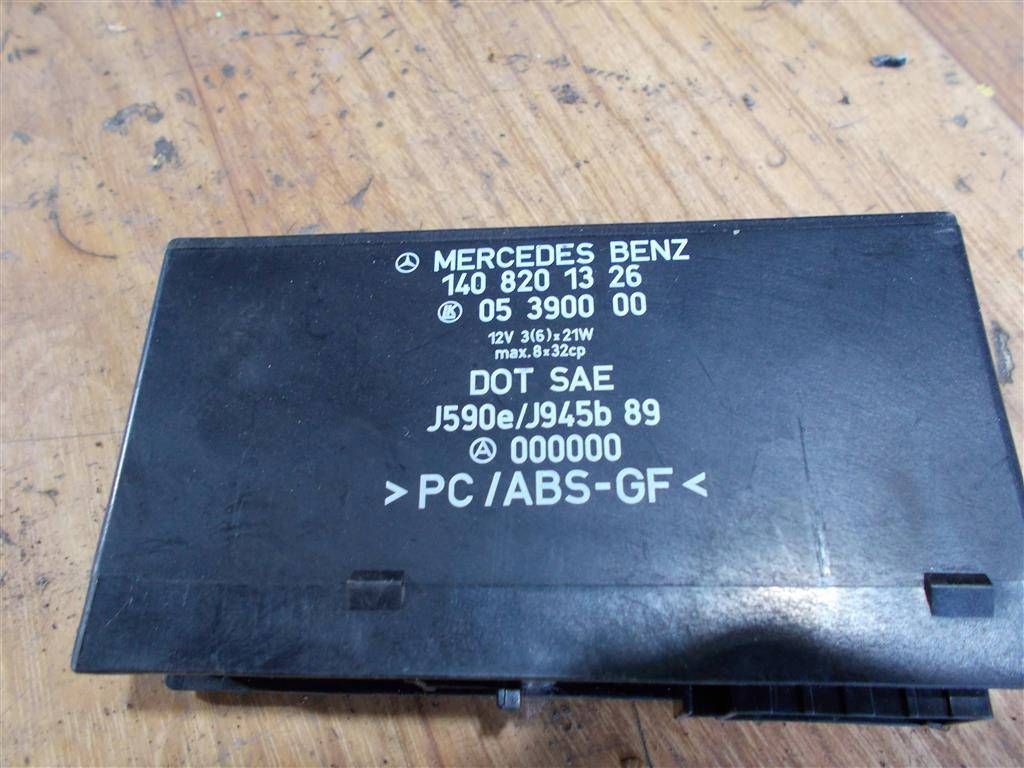 MERCEDES BENZ
140 820 13 26
05 3900 00
12V 3(6)x21W
max.8x32cp
DOT SAE
J590e/J945b 89
A 000000
>PC/ABS-GF<